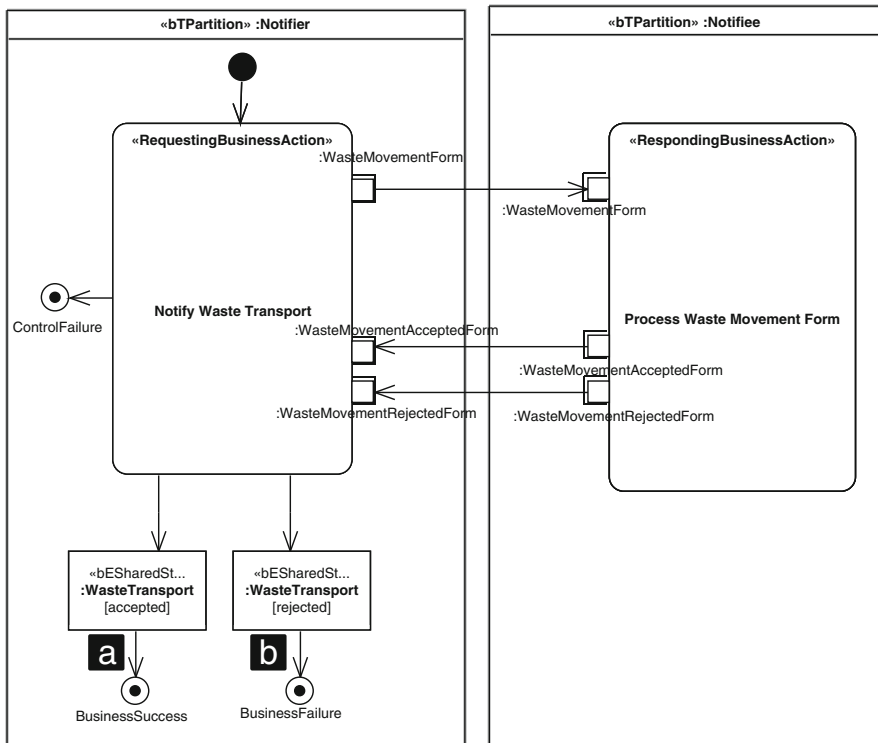 «bTPartition» :Notifier
«bTPartition» :Notifiee
«RequestingBusinessAction»
:WasteMovementForm
«RespondingBusinessAction»
:WasteMovementForm
Notify Waste Transport
Process Waste Movement Form
ControlFailure
:WasteMovementAcceptedForm
:WasteMovementAcceptedForm
:WasteMovementRejectedForm
:WasteMovementRejectedForm
«bESharedSt...
:WasteTransport
[accepted]
«bESharedSt...
:WasteTransport
[rejected]
a
b
BusinessSuccess
BusinessFailure